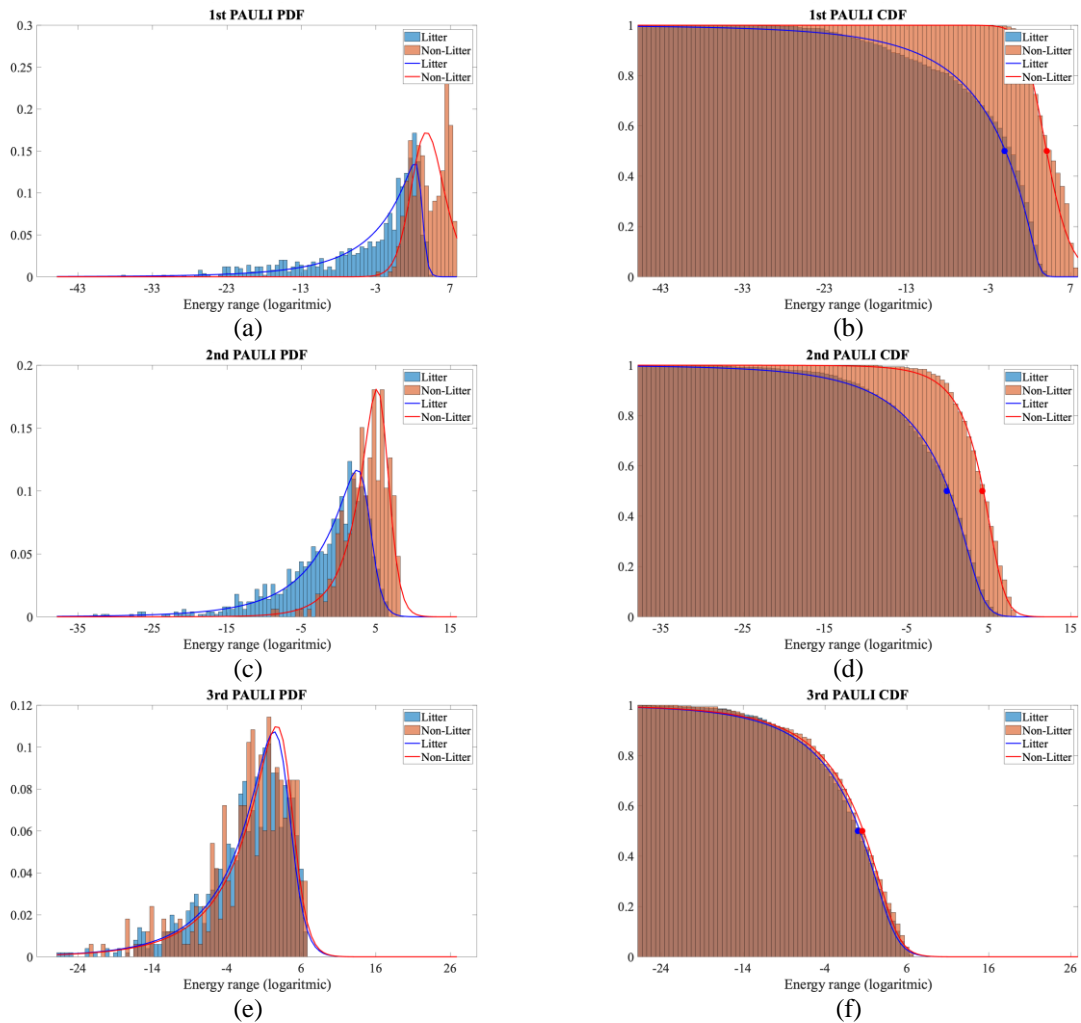 1st PAULI PDF
0.3
0.25
0.2
0.15
0.1
0.05
0
Litter
Non-Litter
Litter
Non-Litter
-43 -33 -23 -13 -3 7
Energy range (logaritmic)
(a)
1st PAULI CDF
1
0.8
0.6
0.4
0.2
0
Litter
Non-Litter
Litter
Non-Litter
-43 -33 -23 -13 -3 7
Energy range (logaritmic)
(b)
2nd PAULI PDF
0.2
0.15
0.1
0.05
0
Litter
Non-Litter
Litter
Non-Litter
-35 -25 -15 -5 5 15
Energy range (logaritmic)
(c)
2nd PAULI CDF
1
0.8
0.6
0.4
0.2
0
Litter
Non-Litter
Litter
Non-Litter
-35 -25 -15 -5 5 15
Energy range (logaritmic)
(d)
3rd PAULI PDF
0.12
0.1
0.08
0.06
0.04
0.02
0
Litter
Non-Litter
Litter
Non-Litter
-24 -14 -4 6 16 26
Energy range (logaritmic)
(e)
3rd PAULI CDF
1
0.8
0.6
0.4
0.2
0
Litter
Non-Litter
Litter
Non-Litter
-24 -14 -4 6 16 26
Energy range (logaritmic)
(f)